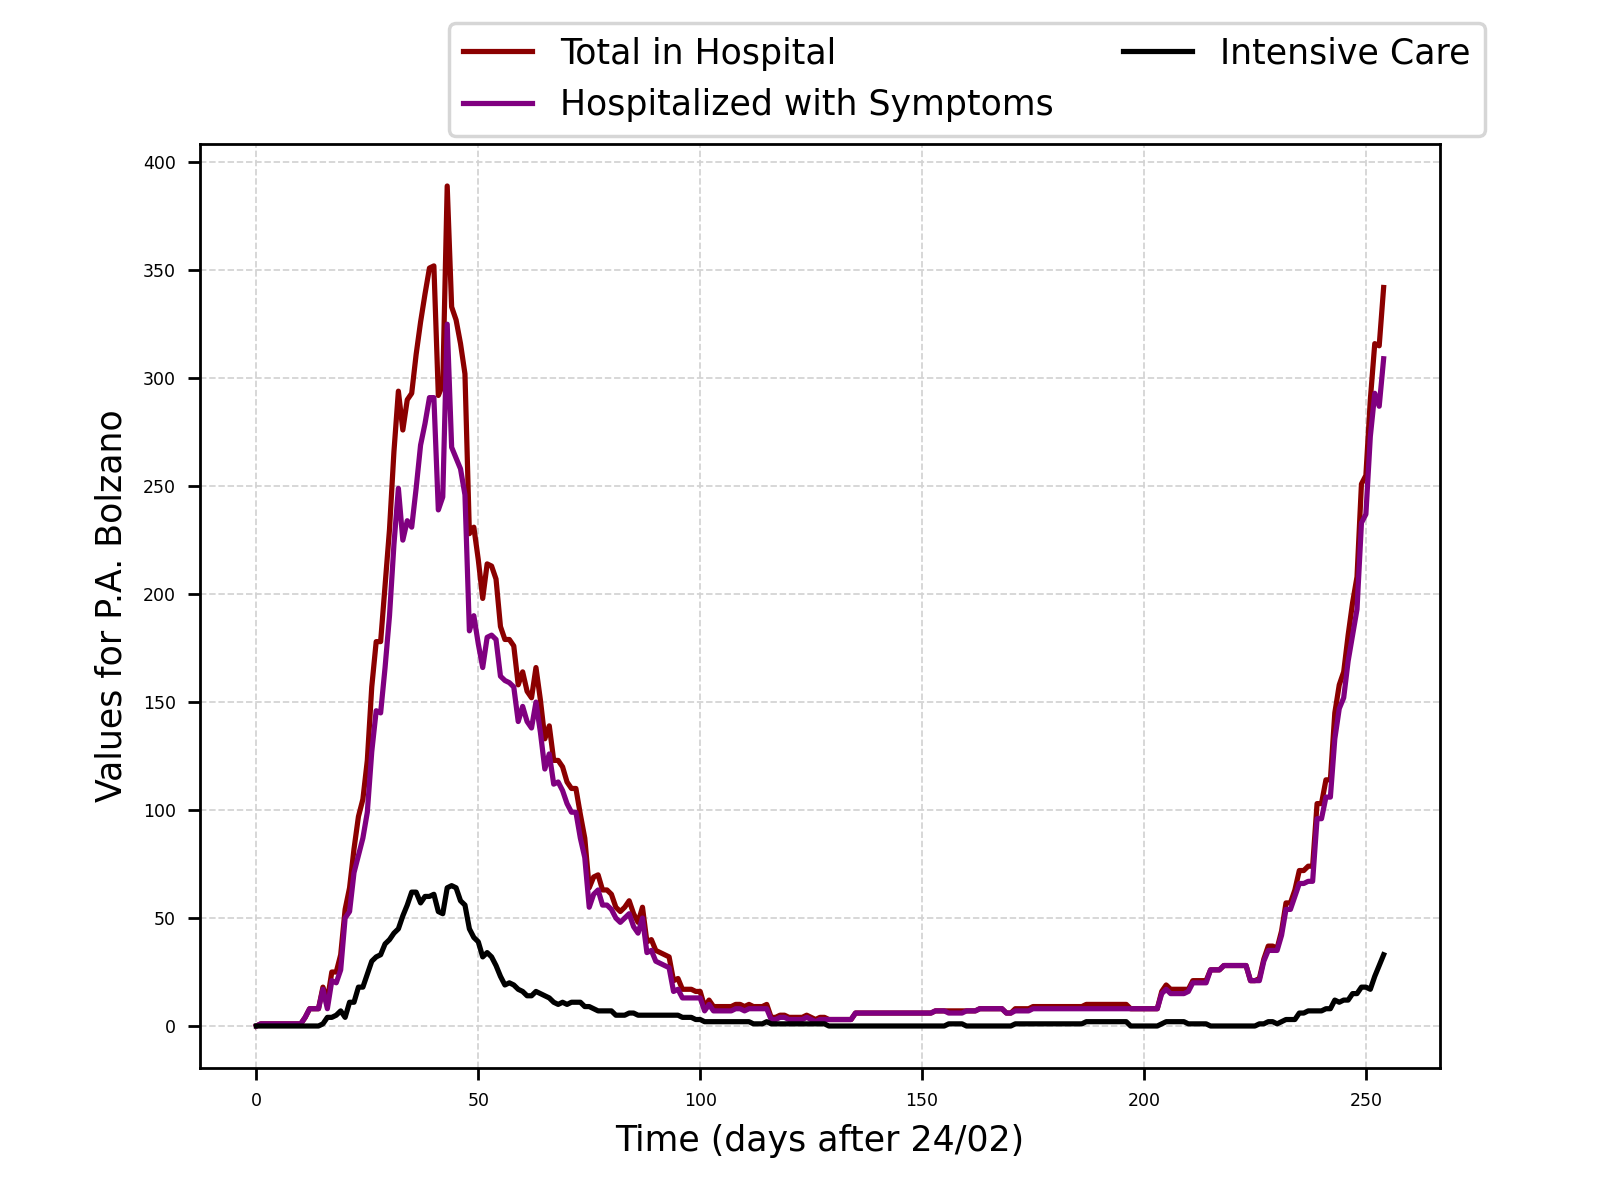 Total in Hospital
Hospitalized with Symptoms
Intensive Care
400
350
300
250
200
150
100
50
0
Values for P.A. Bolzano
0 50 100 150 200 250
Time (days after 24/02)